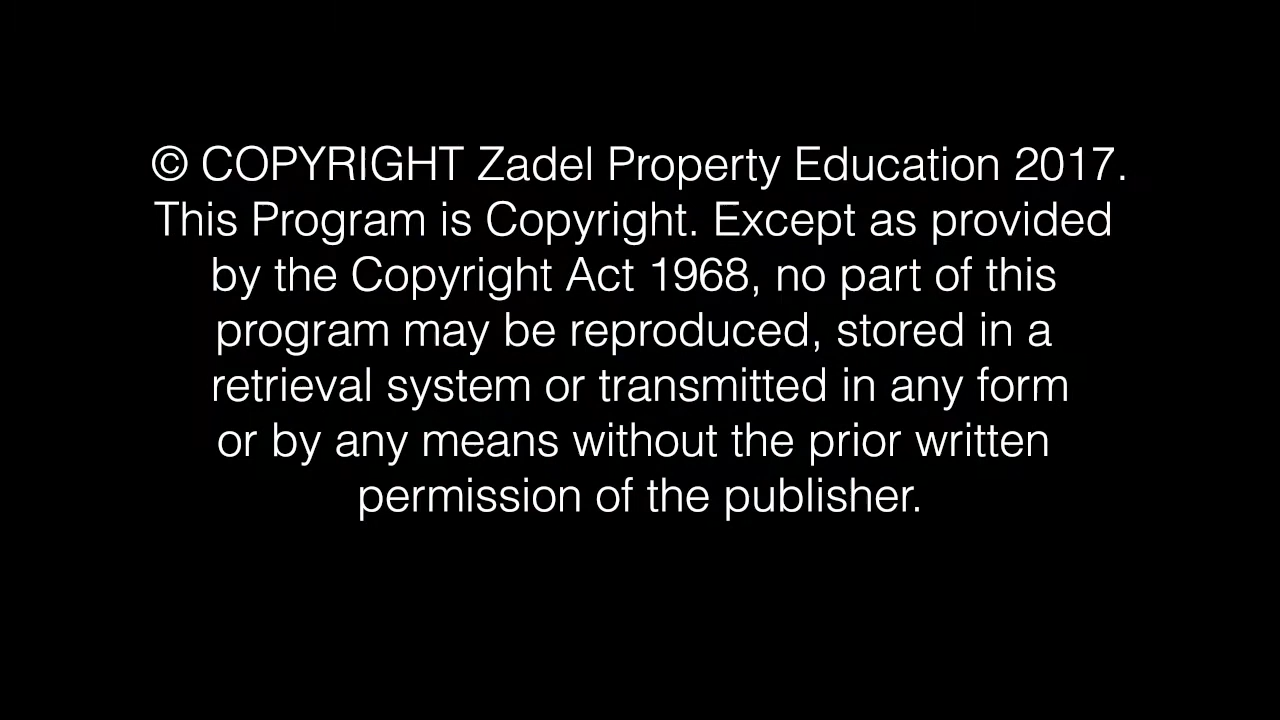 © COPYRIGHT Zadel Property Education 2017.
This Program is Copyright. Except as provided
by the Copyright Act 1968, no part of this
program may be reproduced, stored in a
retrieval system or transmitted in any form
or by any means without the prior written
permission of the publisher.